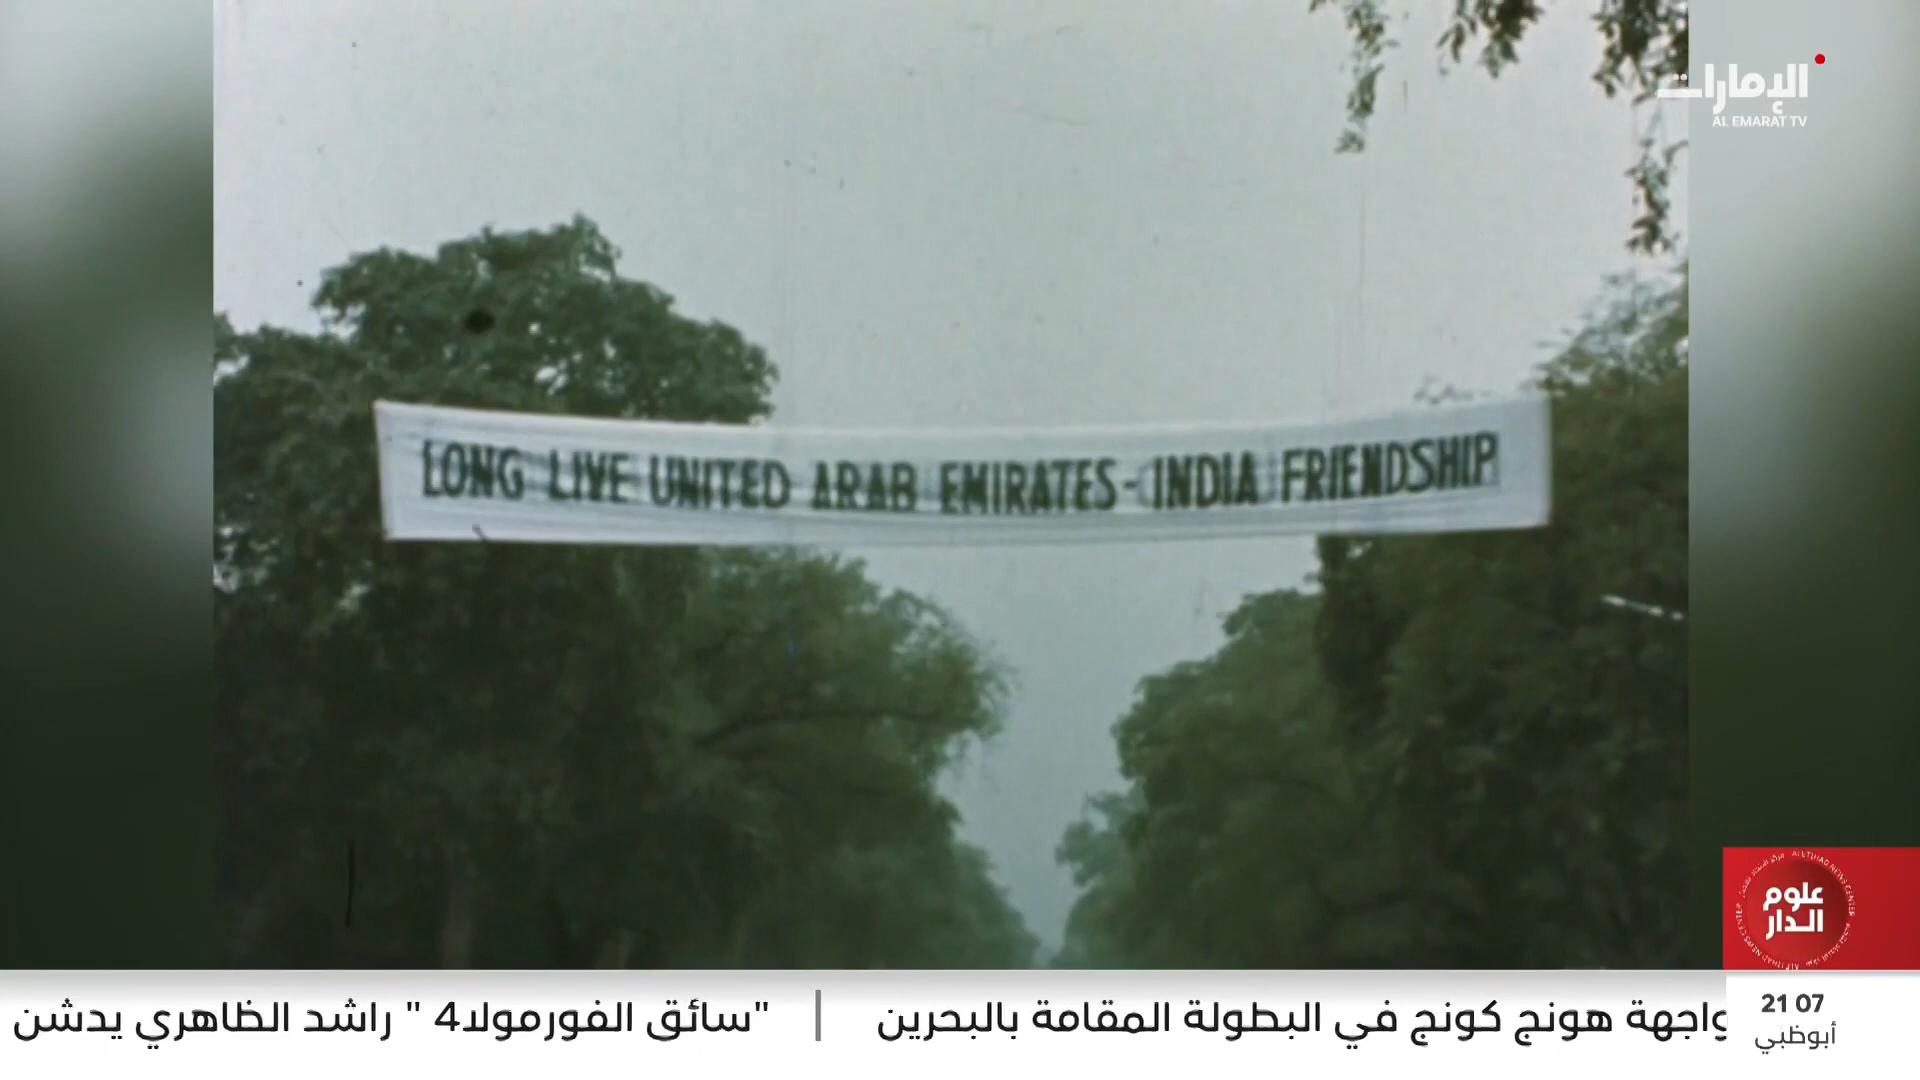 الإمارات
AL EMARAT TV
LONG LIVE UNITED ARAB EMIRATES-INDIA FRIENDSHIP
علوم
الدار
واجهة هونج كونج في البطولة المقامة بالبحرين | "سائق الفورمولا4 " راشد الظاهري يدشن
21 07
أبوظبي